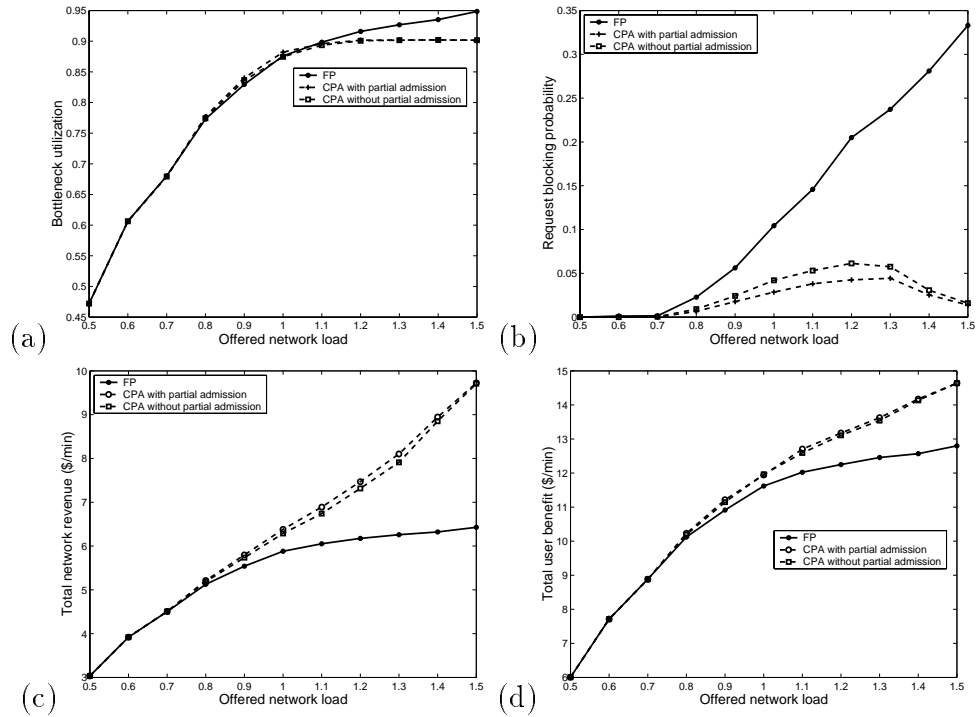 0.95
0.9
0.85
0.8
0.75
0.7
0.65
0.6
0.55
0.5
0.45
Bottleneck utilization
FP
CPA with partial admission
CPA without partial admission
0.5 0.6 0.7 0.8 0.9 1 1.1 1.2 1.3 1.4 1.5
Offered network load
(a)
0.35
0.3
0.25
0.2
0.15
0.1
0.05
0
Request blocking probability
FP
CPA with partial admission
CPA without partial admission
0.5 0.6 0.7 0.8 0.9 1 1.1 1.2 1.3 1.4 1.5
Offered network load
(b)
10
9
8
7
6
5
4
3
Total network revenue ($/min)
FP
CPA with partial admission
CPA without partial admission
0.5 0.6 0.7 0.8 0.9 1 1.1 1.2 1.3 1.4 1.5
Offered network load
(c)
15
14
13
12
11
10
9
8
7
6
Total user benefit ($/min)
FP
CPA with partial admission
CPA without partial admission
0.5 0.6 0.7 0.8 0.9 1 1.1 1.2 1.3 1.4 1.5
Offered network load
(d)